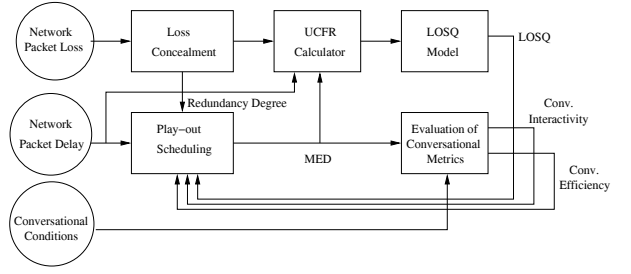 Network
Packet Loss
Loss
Concealment
UCFR
Calculator
LOSQ
Model
LOSQ
Redundancy Degree
Network
Packet Delay
Play-out
Scheduling
MED
Evaluation of
Conversational
Metrics
Conv.
Interactivity
Conv.
Efficiency
Conversational
Conditions